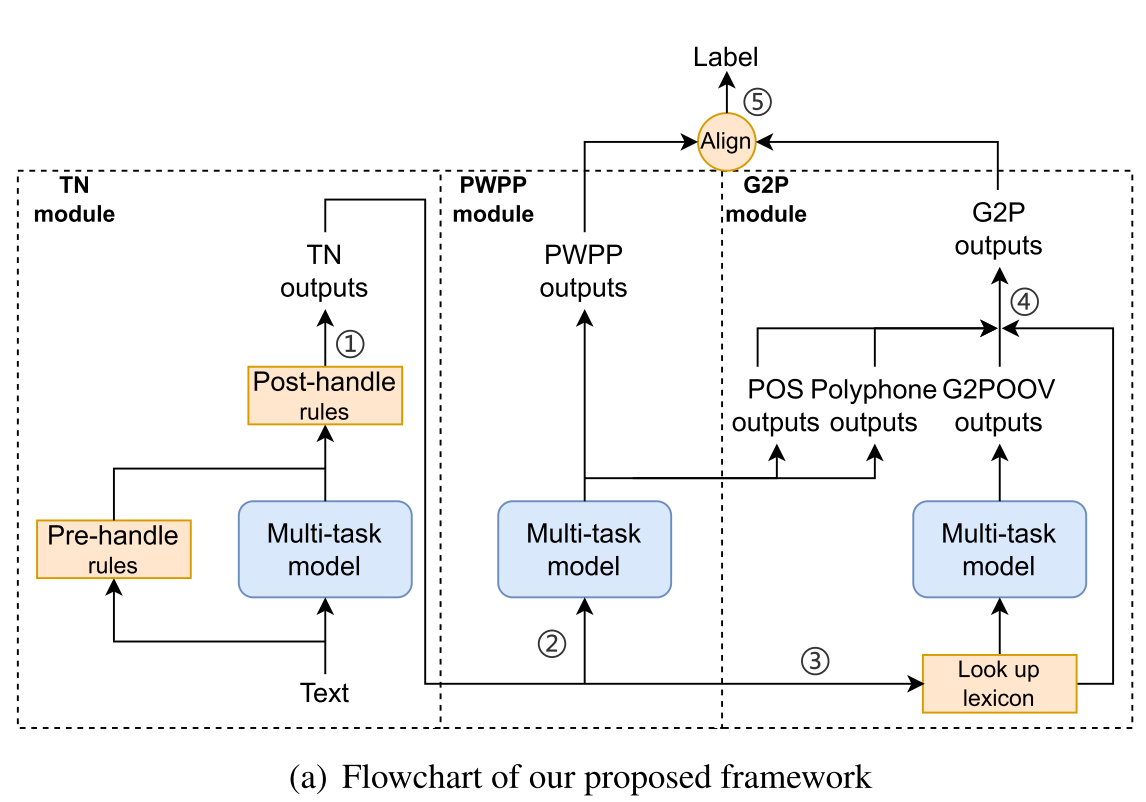 Label
⑤
Align
TN
module
PWPP
module
G2P
module
TN
outputs
PWPP
outputs
G2P
outputs
①
④
Post-handle
rules
POS
outputs
Polyphone
outputs
G2POOV
outputs
Pre-handle
rules
Multi-task
model
Multi-task
model
Multi-task
model
②
③
Text
Look up
lexicon
(a) Flowchart of our proposed framework